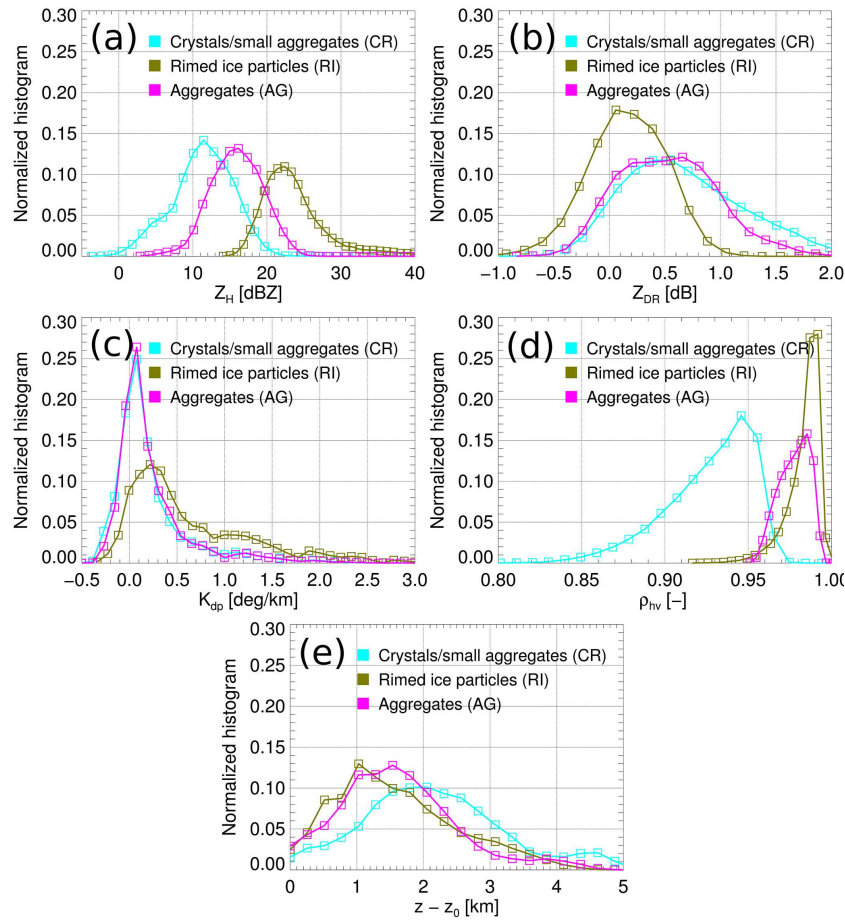 (a)
Crystals/small aggregates (CR)
Rimed ice particles (RI)
Aggregates (AG)
Normalized histogram
0.30
0.25
0.20
0.15
0.10
0.05
0.00
0 10 20 30 40
Z_H [dBZ]
(b)
Crystals/small aggregates (CR)
Rimed ice particles (RI)
Aggregates (AG)
Normalized histogram
0.30
0.25
0.20
0.15
0.10
0.05
0.00
−1.0 −0.5 0.0 0.5 1.0 1.5 2.0
Z_DR [dB]
(c)
Crystals/small aggregates (CR)
Rimed ice particles (RI)
Aggregates (AG)
Normalized histogram
0.30
0.25
0.20
0.15
0.10
0.05
0.00
−0.5 0.0 0.5 1.0 1.5 2.0 2.5 3.0
K_dp [deg/km]
(d)
Crystals/small aggregates (CR)
Rimed ice particles (RI)
Aggregates (AG)
Normalized histogram
0.30
0.25
0.20
0.15
0.10
0.05
0.00
0.80 0.85 0.90 0.95 1.00
ρ_hv [-]
(e)
Crystals/small aggregates (CR)
Rimed ice particles (RI)
Aggregates (AG)
Normalized histogram
0.30
0.25
0.20
0.15
0.10
0.05
0.00
0 1 2 3 4 5
z − z_0 [km]